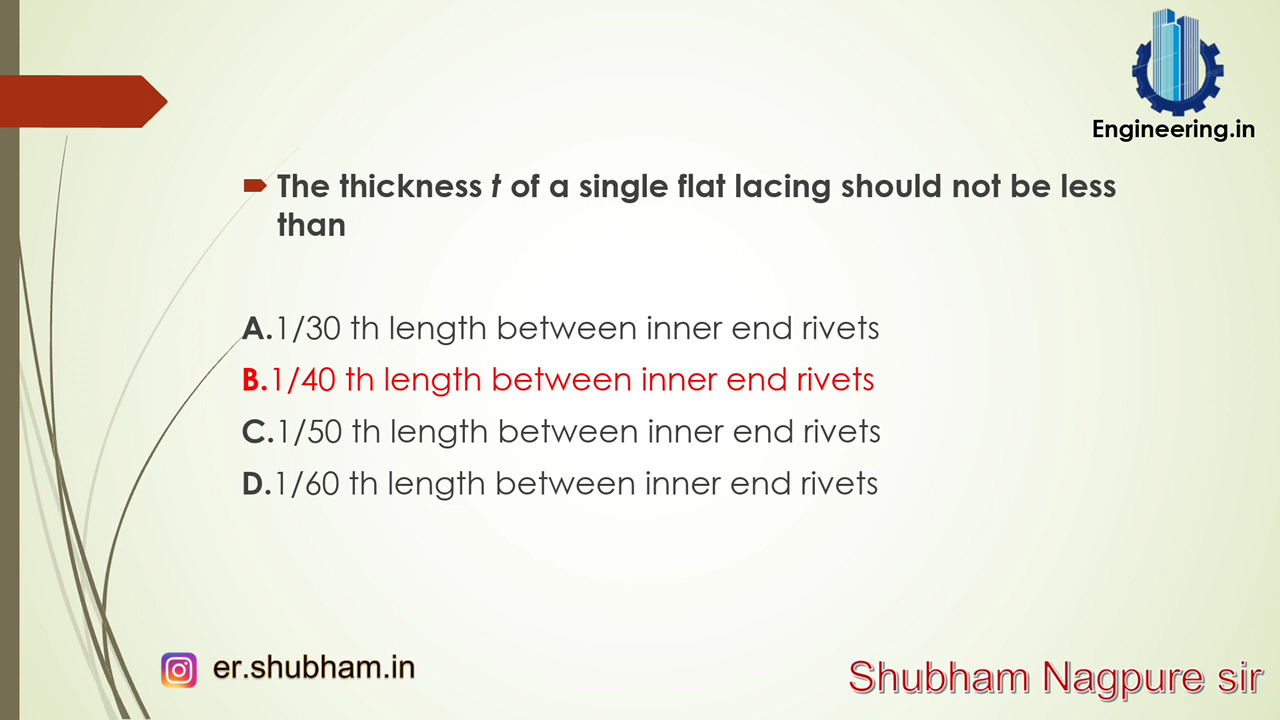 Engineering.in
The thickness t of a single flat lacing should not be less
than
A.1/30 th length between inner end rivets
B.1/40 th length between inner end rivets
C.1/50 th length between inner end rivets
D.1/60 th length between inner end rivets
er.shubham.in
Shubham Nagpure sir